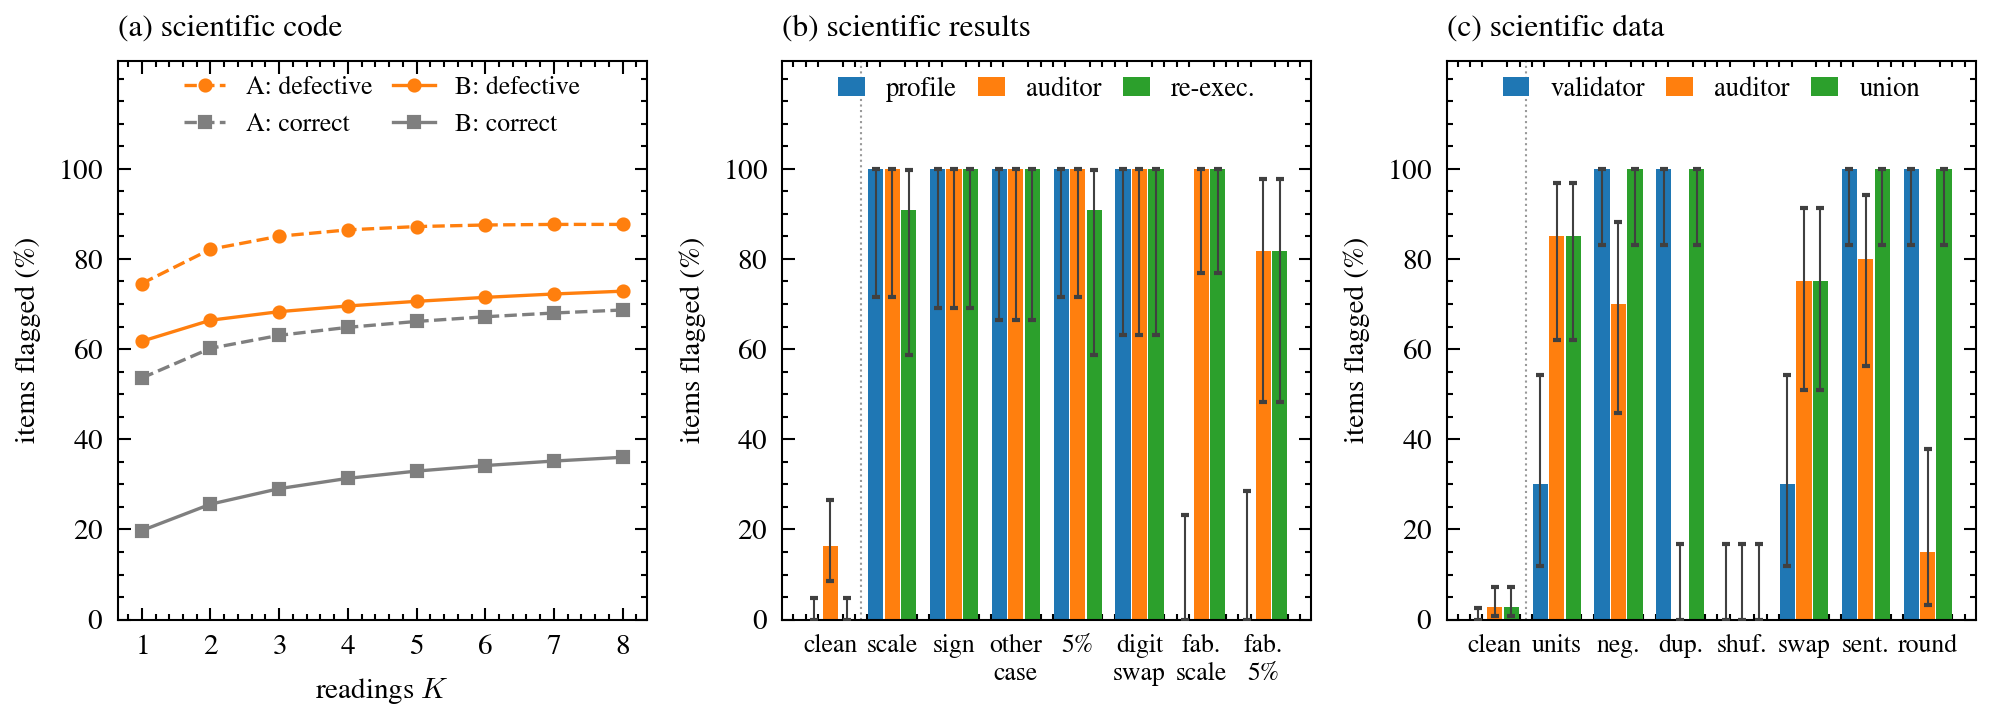 (a) scientific code
A: defective
B: defective
A: correct
B: correct
items flagged (%)
100
80
60
40
20
0
1 2 3 4 5 6 7 8
readings K
(b) scientific results
profile auditor re-exec.
items flagged (%)
100
80
60
40
20
0
clean scale sign other case 5% digit swap fab. scale fab. 5%
(c) scientific data
validator auditor union
items flagged (%)
100
80
60
40
20
0
clean units neg. dup. shuf. swap sent. round